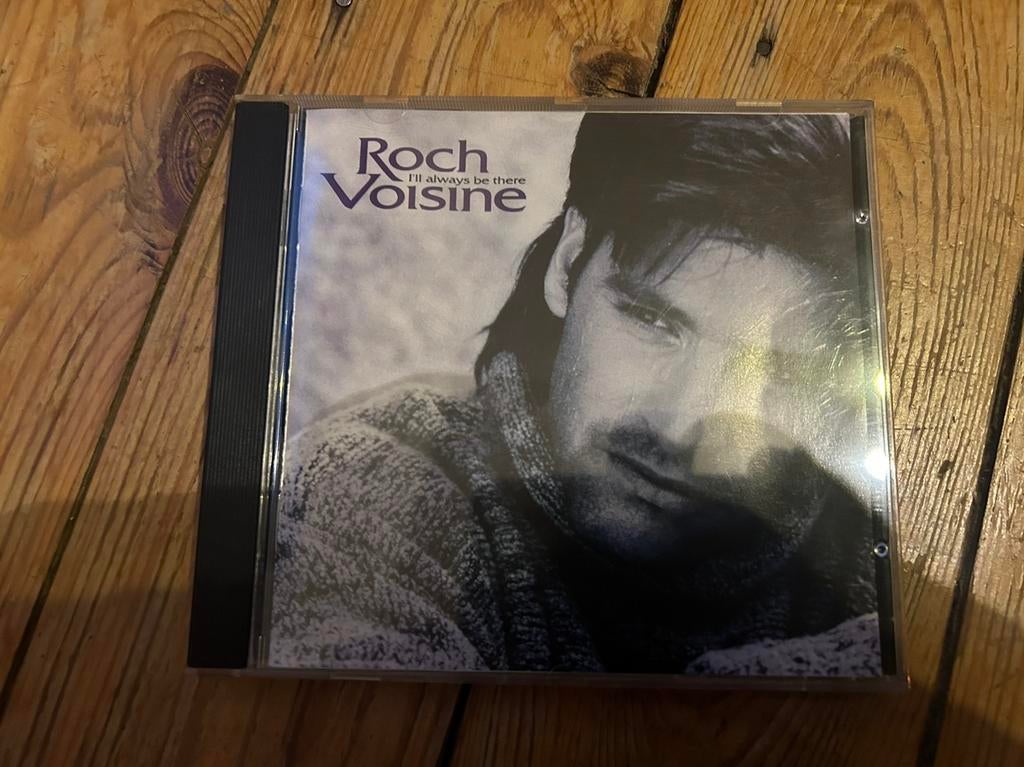 Roch
I'll always be there
Voisine